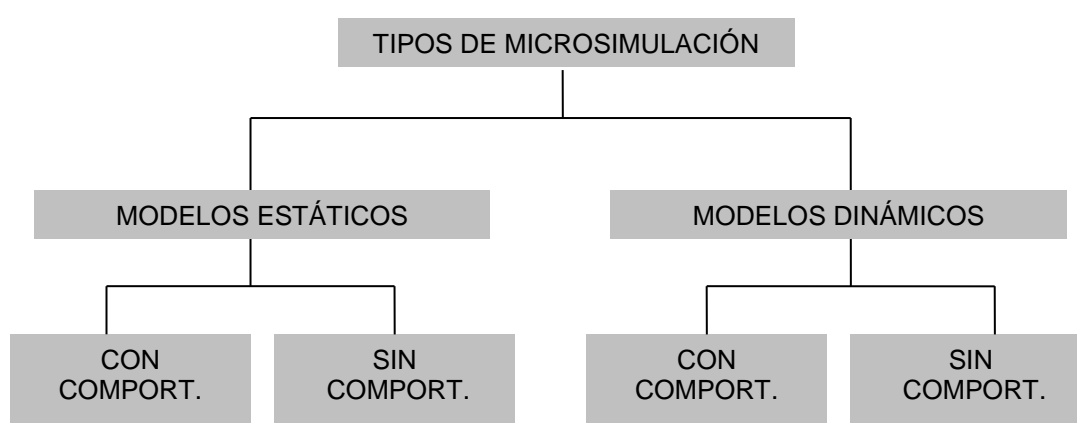 TIPOS DE MICROSIMULACIÓN
MODELOS ESTÁTICOS
MODELOS DINÁMICOS
CON
COMPORT.
SIN
COMPORT.
CON
COMPORT.
SIN
COMPORT.